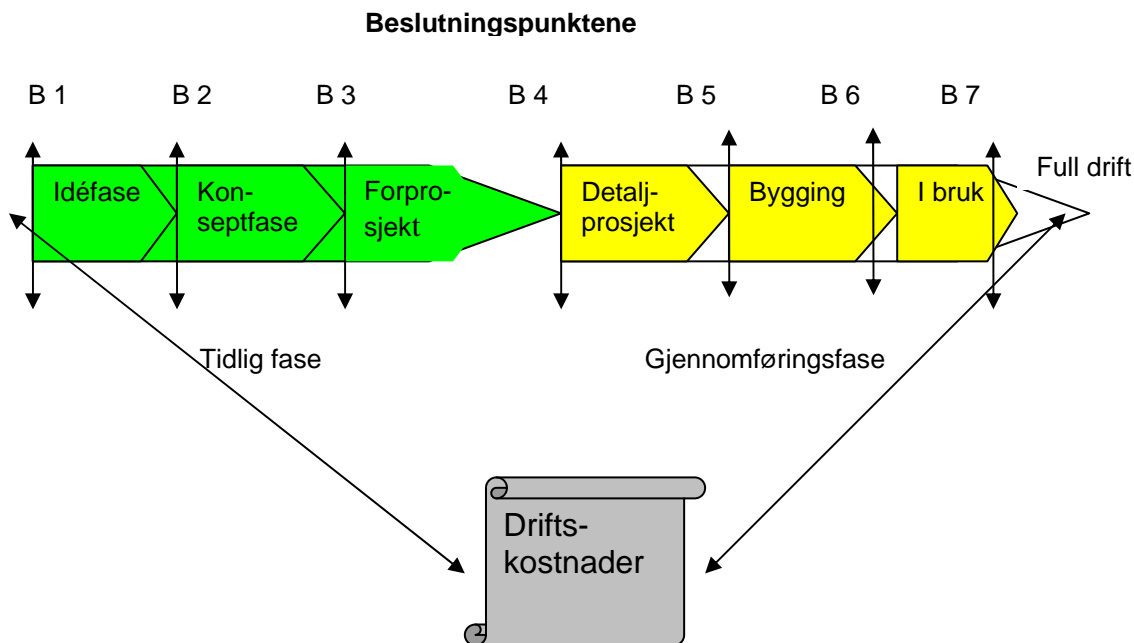 Beslutningspunktene
B 1 B 2 B 3 B 4 B 5 B 6 B 7
Full drift
Idéfase
Kon-
septfase
Forpro-
sjekt
Detalj-
prosjekt
Bygging
I bruk
Tidlig fase
Gjennomføringsfase
Drifts-
kostnader